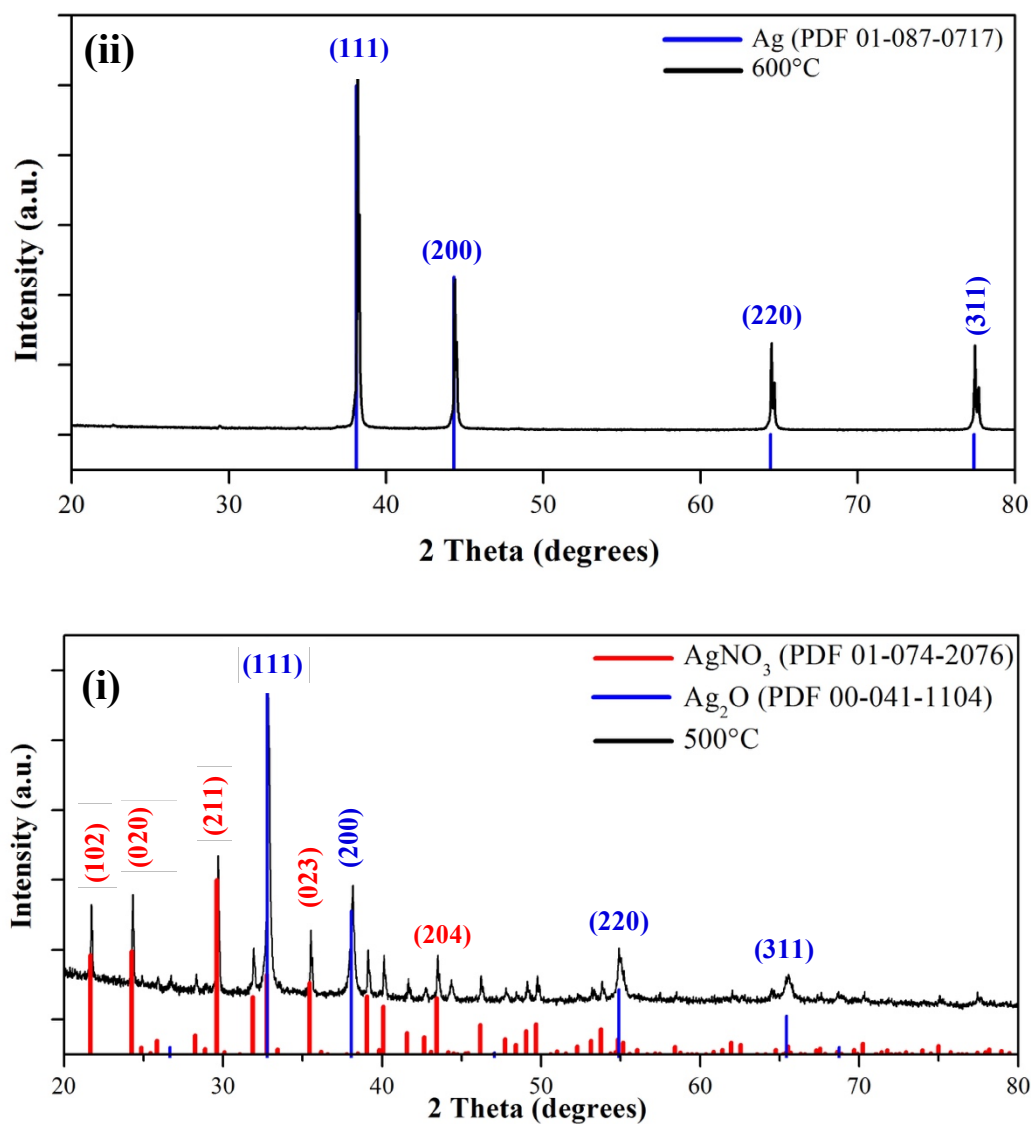 (ii)
(111)
(200)
(220)
(311)
Ag (PDF 01-087-0717)
600°C
Intensity (a.u.)
20 30 40 50 60 70 80
2 Theta (degrees)
(i)
(102)
(020)
(211)
(111)
(023)
(200)
(204)
(220)
(311)
AgNO₃ (PDF 01-074-2076)
Ag₂O (PDF 00-041-1104)
500°C
Intensity (a.u.)
20 30 40 50 60 70 80
2 Theta (degrees)